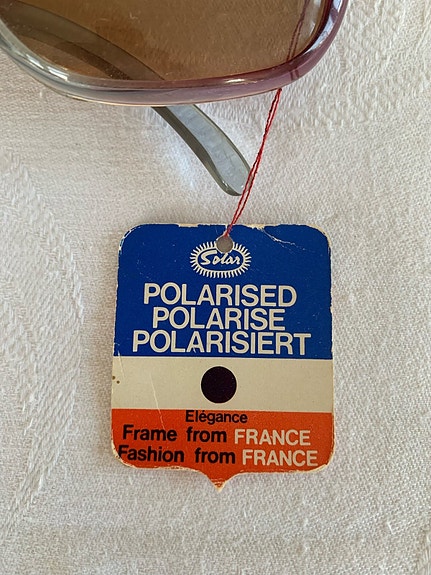 Solar
POLARISED
POLARISE
POLARISIERT
Elégance
Frame from FRANCE
Fashion from FRANCE